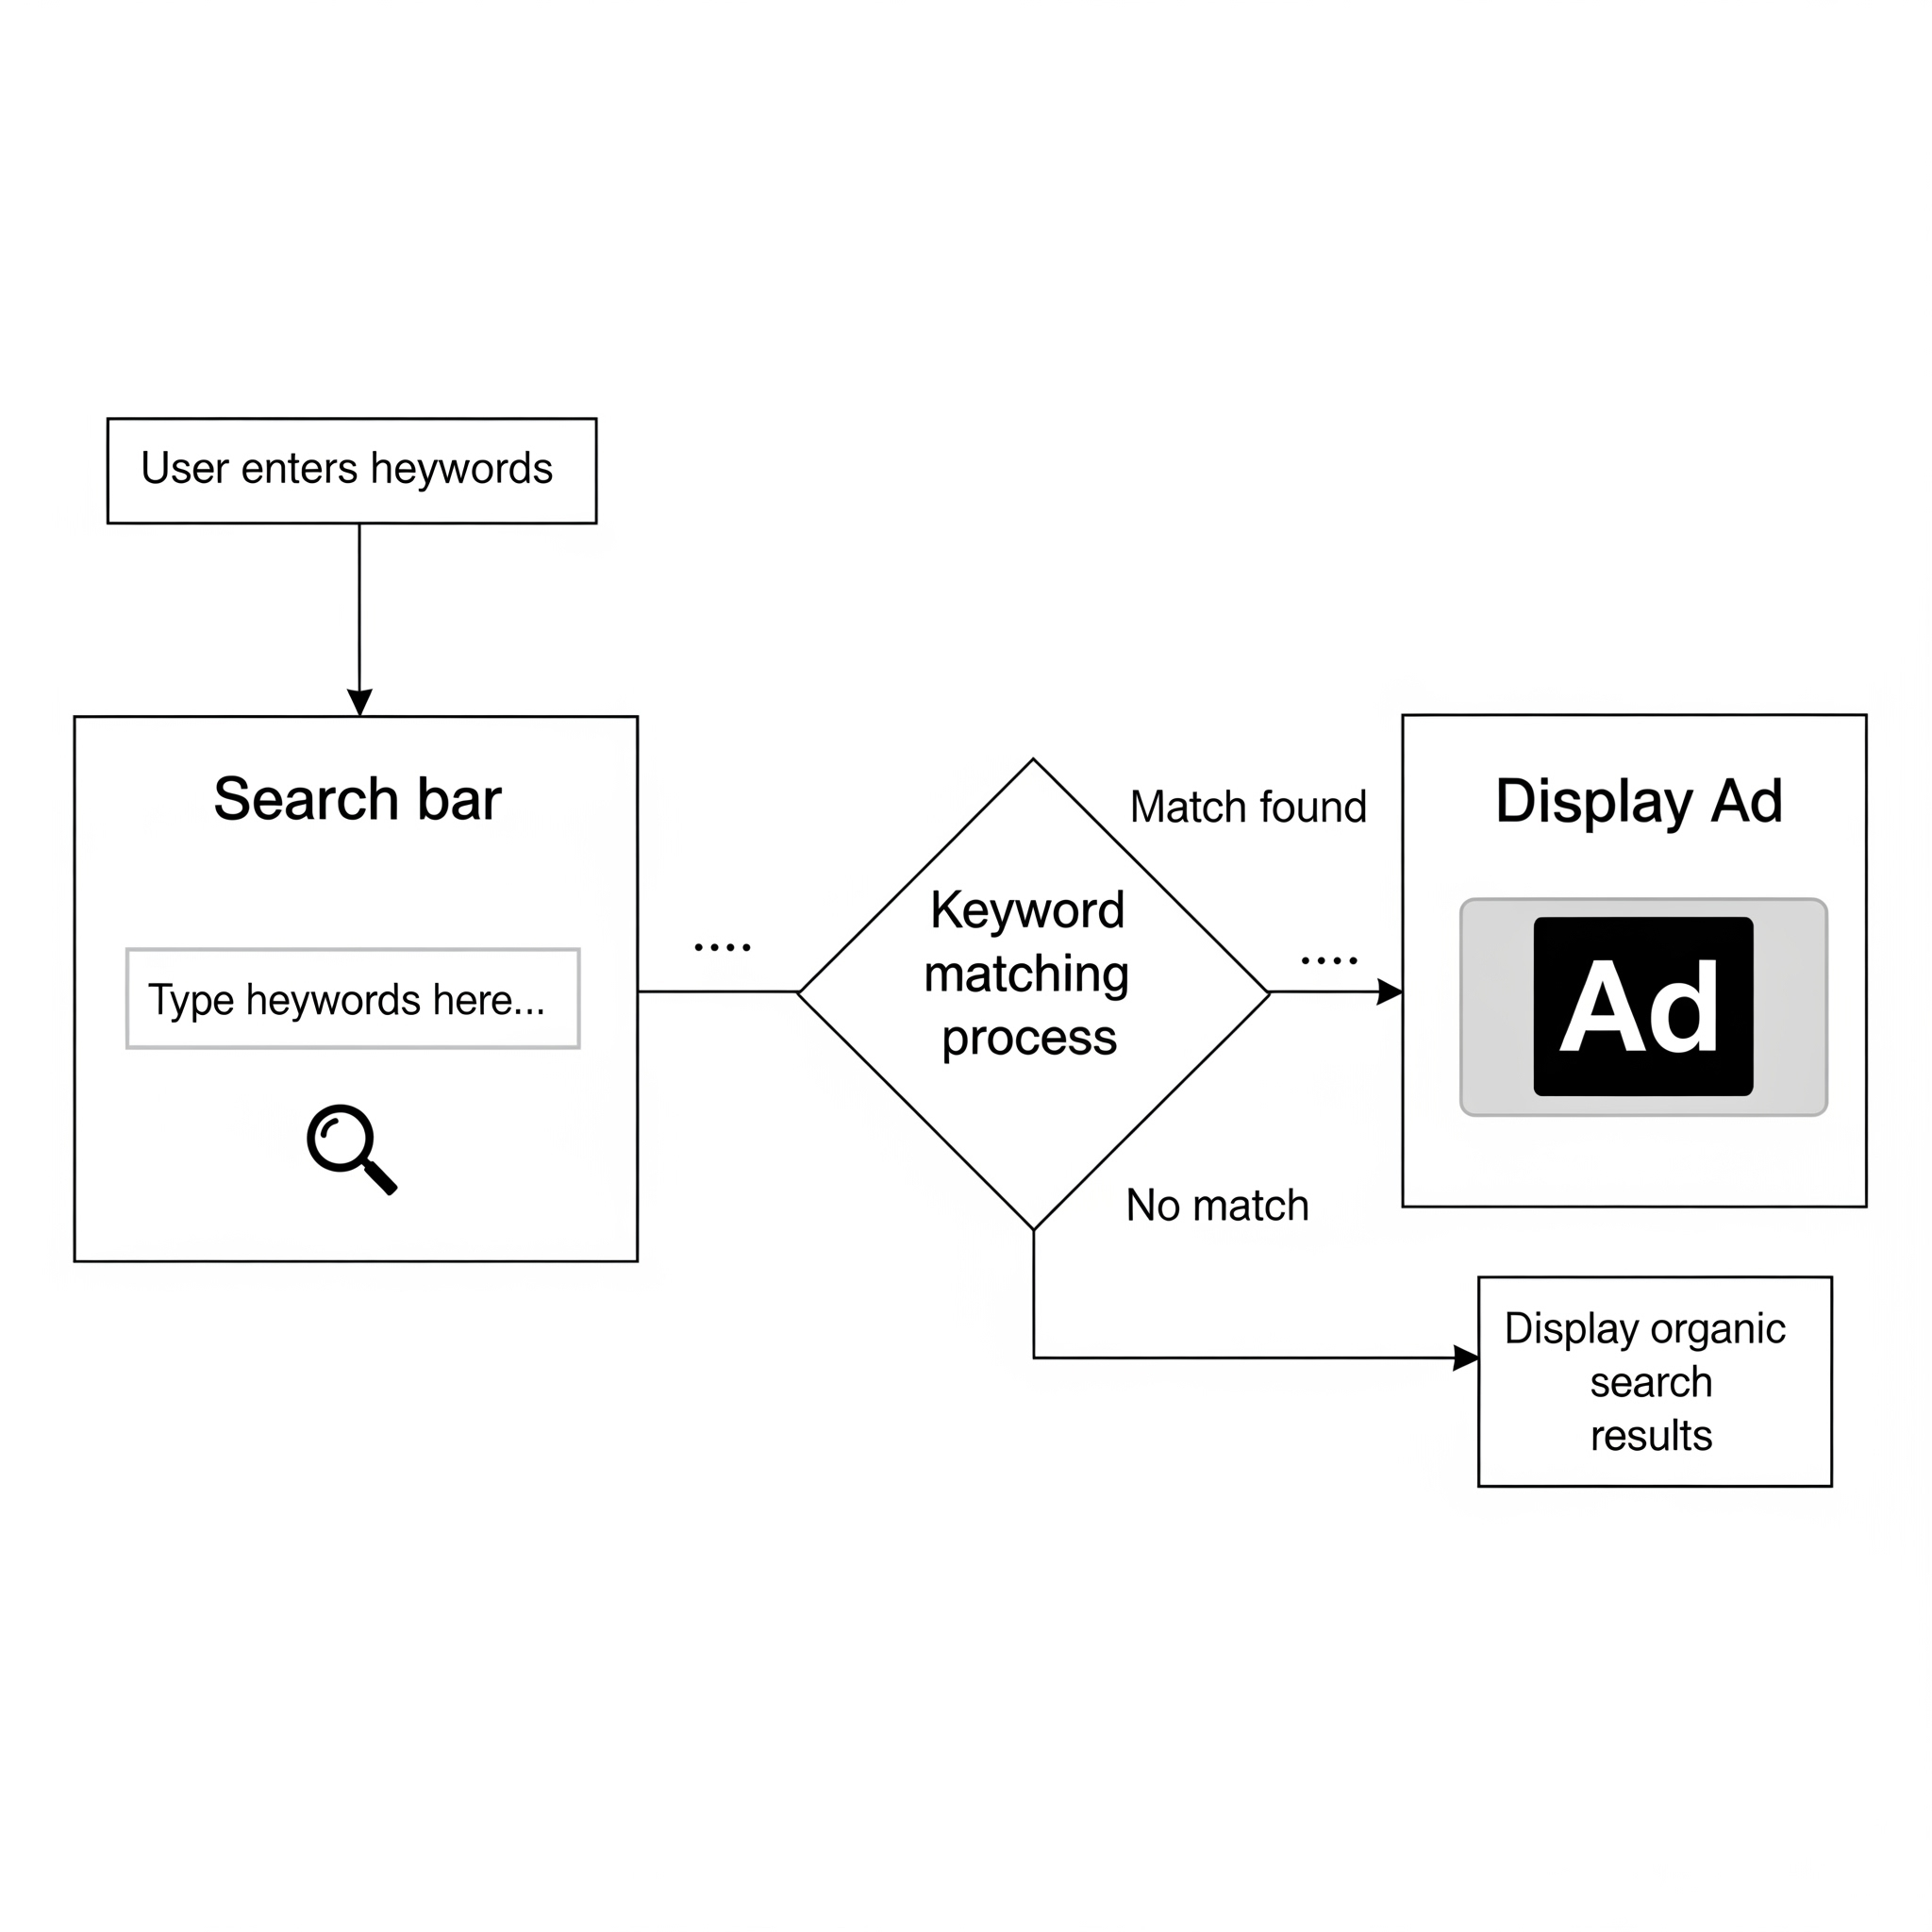 User enters heywords
Search bar
Type heywords here...
....
Keyword
matching
process
Match found
....
No match
Display Ad
Ad
Display organic
search
results